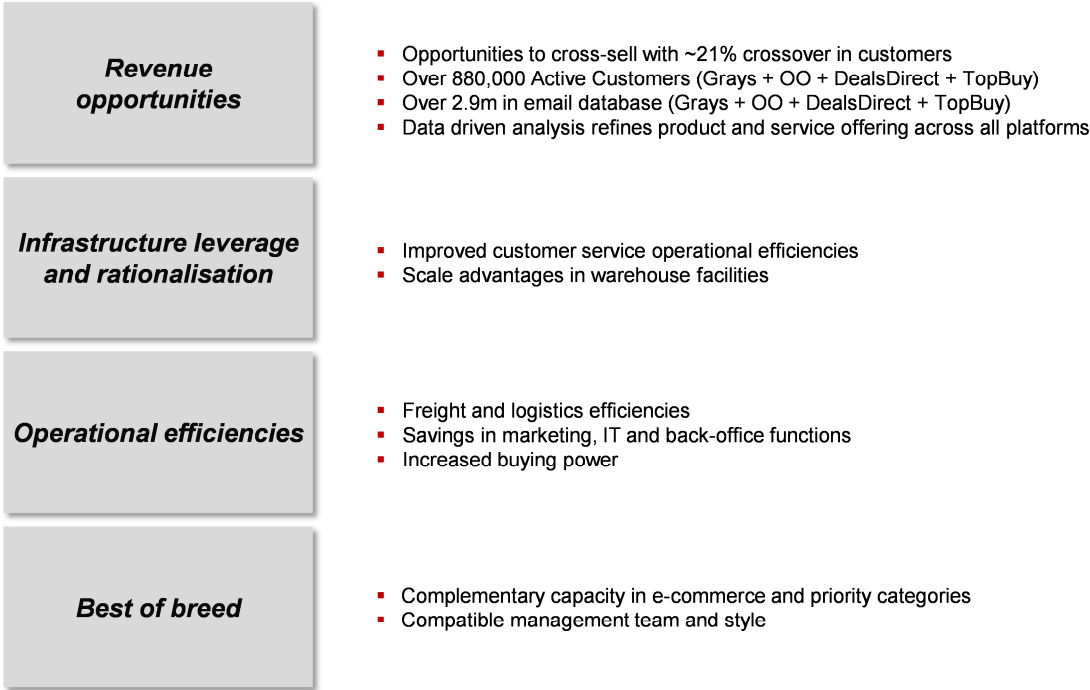 Revenue
opportunities
▪ Opportunities to cross-sell with ~21% crossover in customers
▪ Over 880,000 Active Customers (Grays + OO + DealsDirect + TopBuy)
▪ Over 2.9m in email database (Grays + OO + DealsDirect + TopBuy)
▪ Data driven analysis refines product and service offering across all platforms
Infrastructure leverage
and rationalisation
▪ Improved customer service operational efficiencies
▪ Scale advantages in warehouse facilities
Operational efficiencies
▪ Freight and logistics efficiencies
▪ Savings in marketing, IT and back-office functions
▪ Increased buying power
Best of breed
▪ Complementary capacity in e-commerce and priority categories
▪ Compatible management team and style